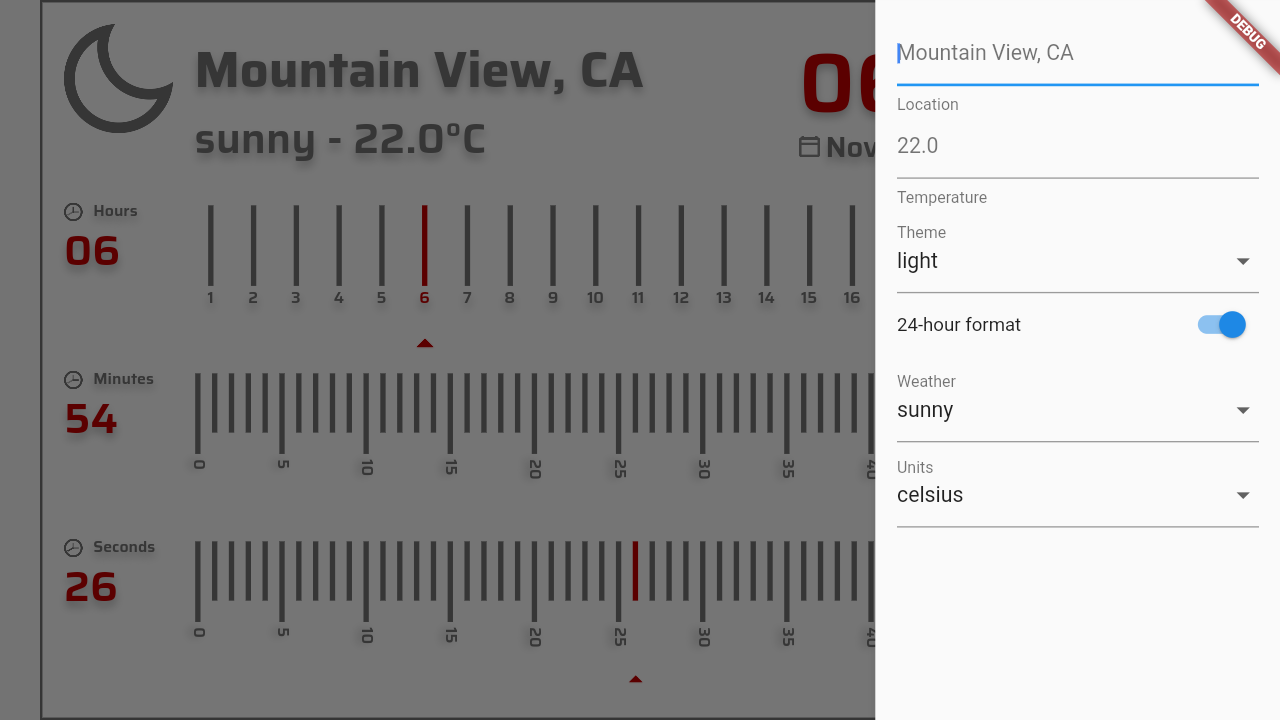 Mountain View, CA
sunny - 22.0°C
06
Nov
Hours
06
1 2 3 4 5 6 7 8 9 10 11 12 13 14 15 16
Minutes
54
0 5 10 15 20 25 30 35 40
Seconds
26
0 5 10 15 20 25 30 35 40
DEBUG
Mountain View, CA
Location
22.0
Temperature
Theme
light
24-hour format
Weather
sunny
Units
celsius